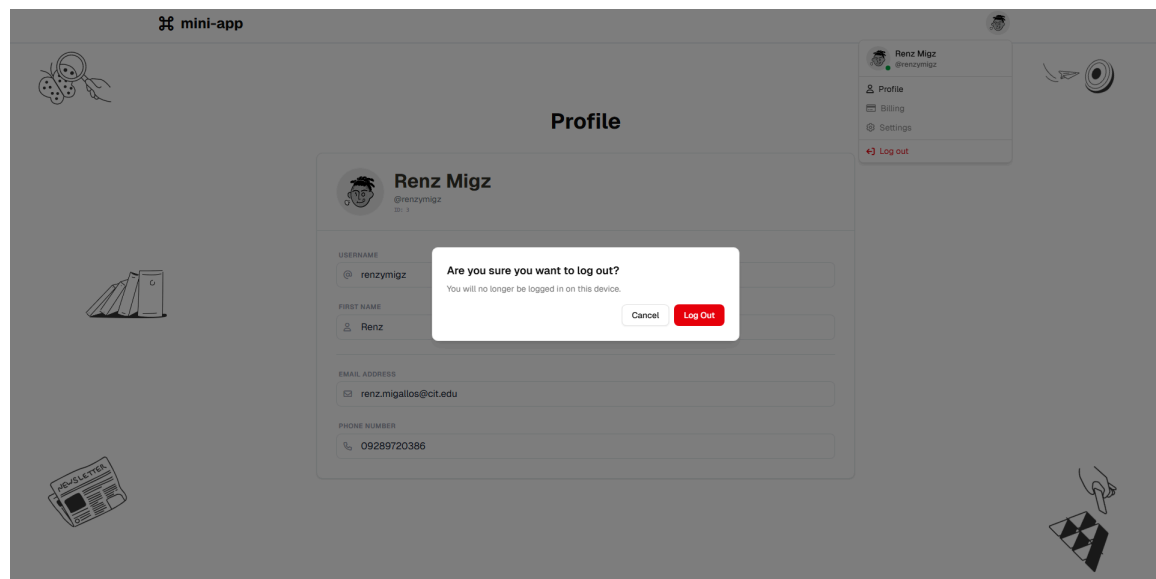 mini-app
Renz Migz
@renzymigz
Profile
Billing
Settings
Log out
Profile
Renz Migz
@renzymigz
ID: 3
USERNAME
renzymigz
FIRST NAME
Renz
Are you sure you want to log out?
You will no longer be logged in on this device.
Cancel
Log Out
EMAIL ADDRESS
renz.migallos@cit.edu
PHONE NUMBER
09289720386
NEWSLETTER